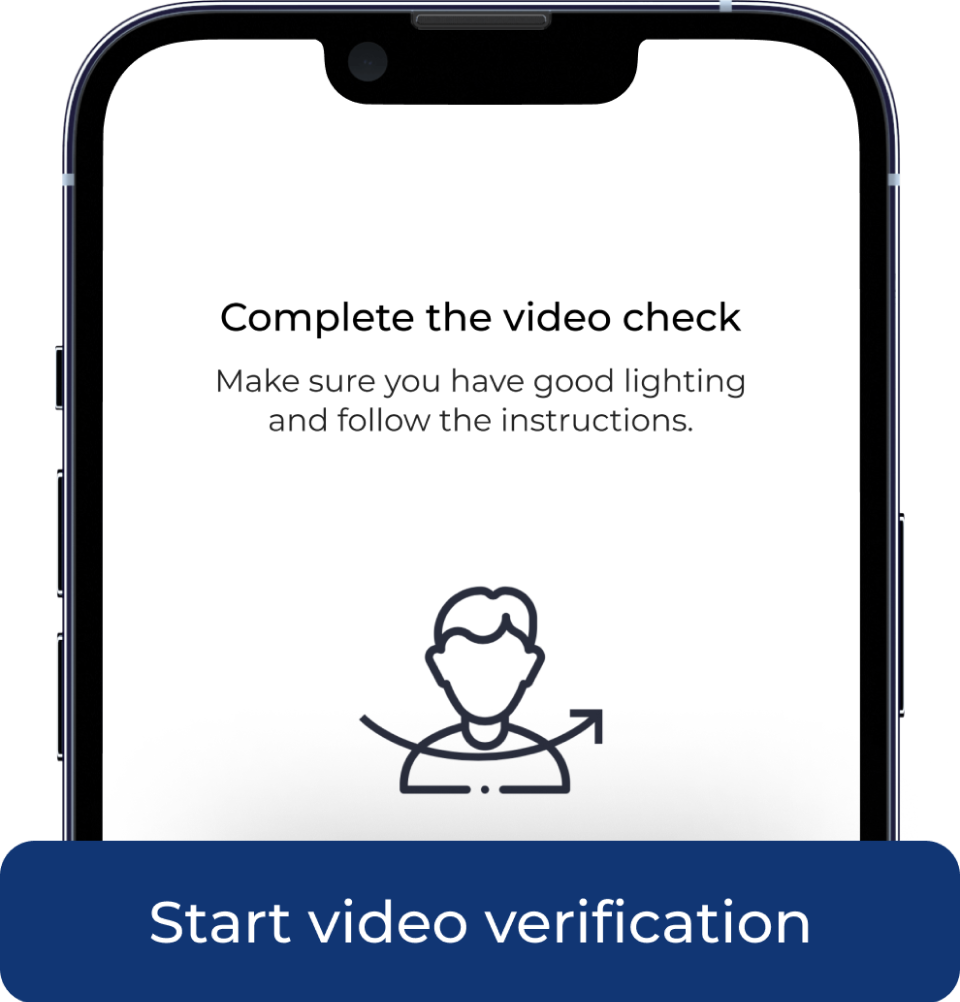 Complete the video check
Make sure you have good lighting
and follow the instructions.
Start video verification